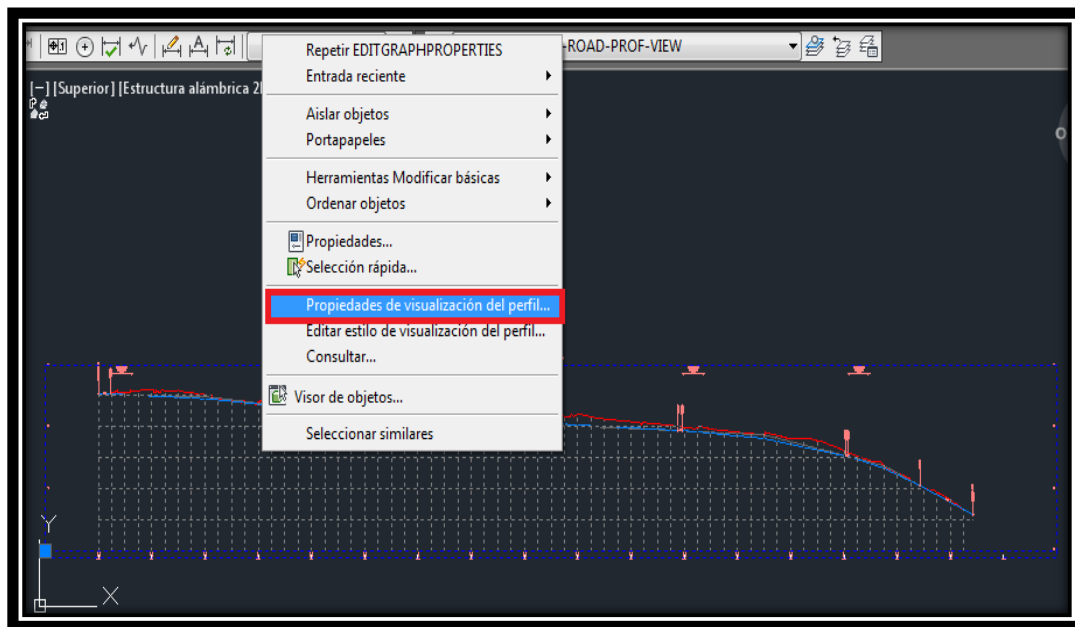 Repetir EDITGRAPHPROPERTIES
-ROAD-PROF-VIEW
Entrada reciente
[−] [Superior] [Estructura alámbrica 2
Aislar objetos
Portapapeles
Herramientas Modificar básicas
Ordenar objetos
Propiedades...
Selección rápida...
Propiedades de visualización del perfil...
Editar estilo de visualización del perfil...
Consultar...
Visor de objetos...
Seleccionar similares
Y
X